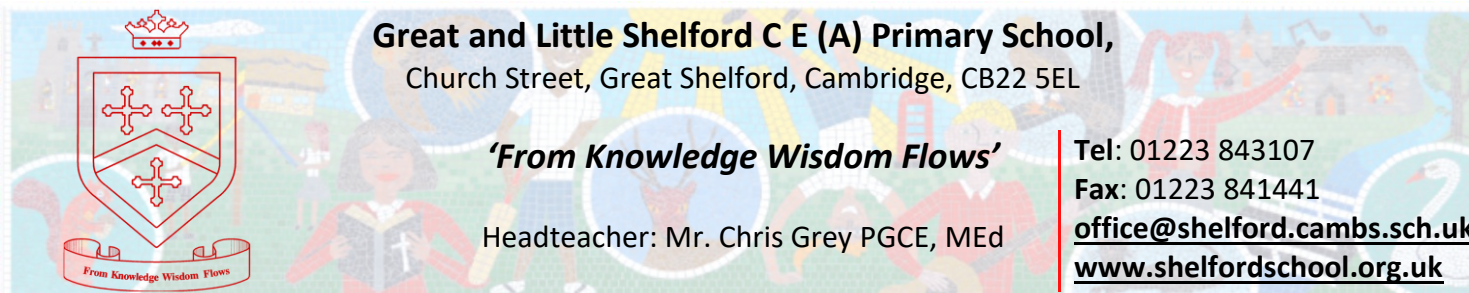 Great and Little Shelford C E (A) Primary School,
Church Street, Great Shelford, Cambridge, CB22 5EL
‘From Knowledge Wisdom Flows’
Headteacher: Mr. Chris Grey PGCE, MEd
Tel: 01223 843107
Fax: 01223 841441
office@shelford.cambs.sch.uk
www.shelfordschool.org.uk
From Knowledge Wisdom Flows